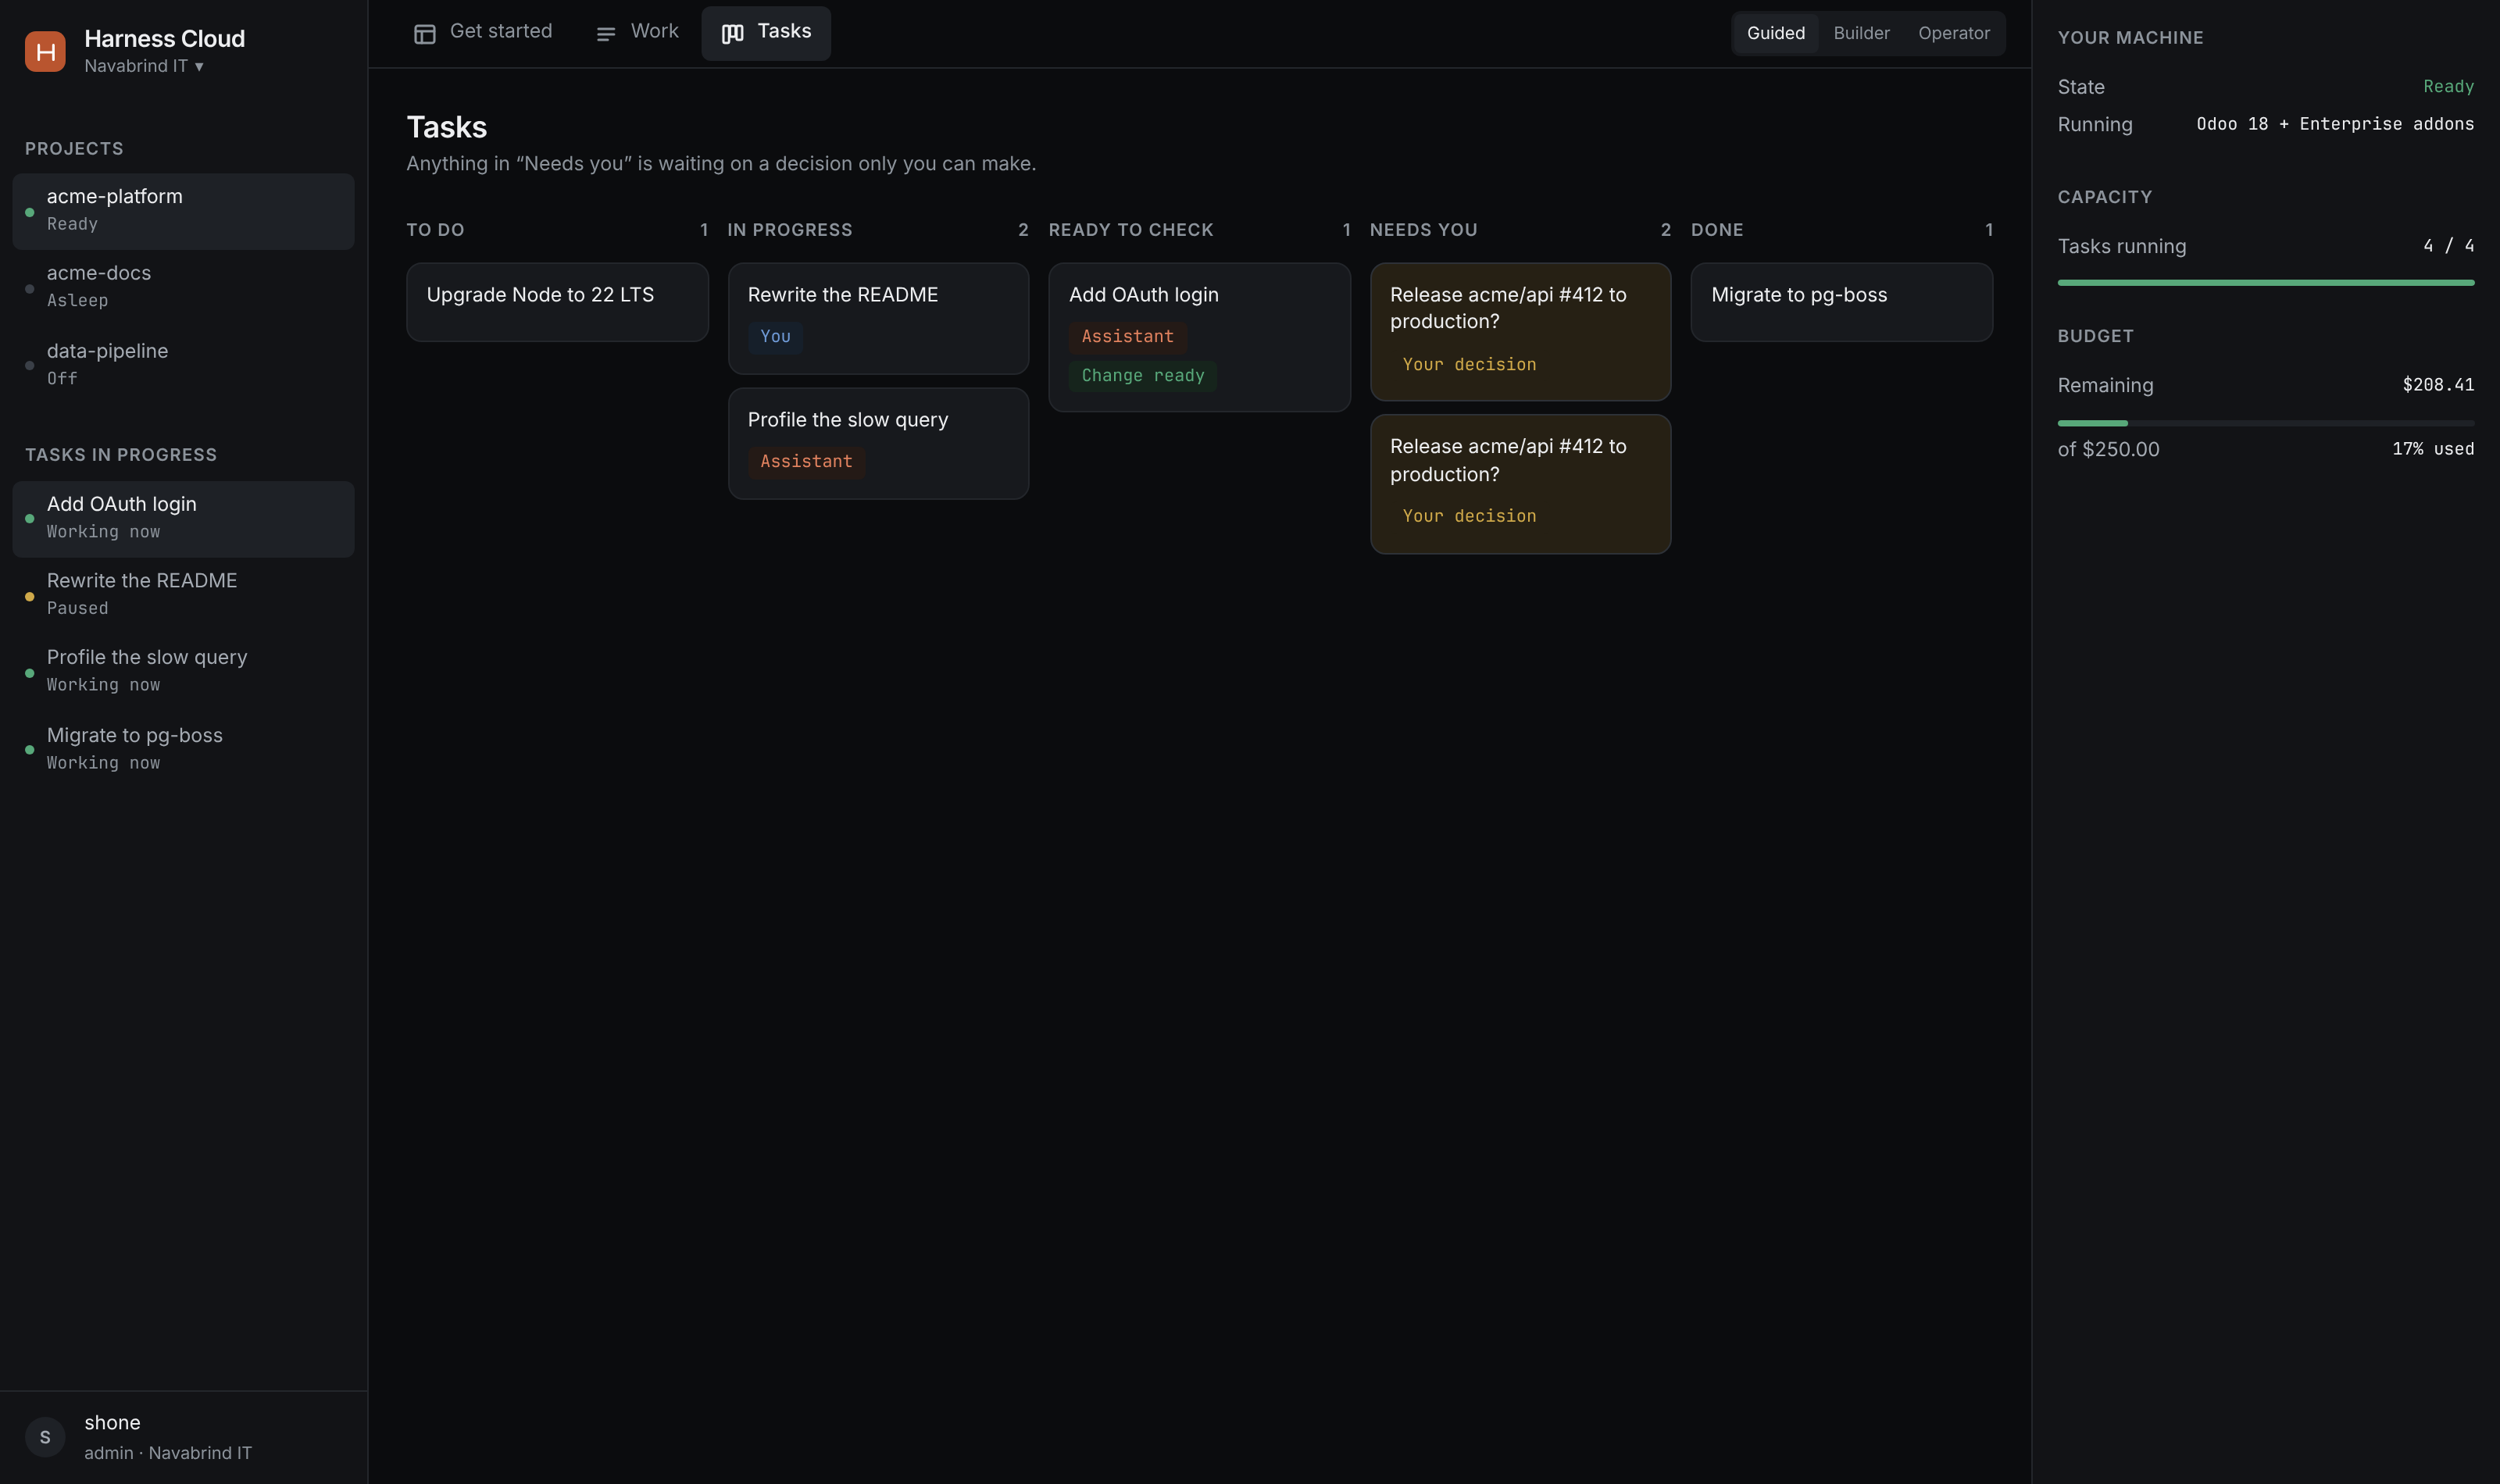 Harness Cloud
Navabrind IT ▾
PROJECTS
acme-platform
Ready
acme-docs
Asleep
data-pipeline
Off
TASKS IN PROGRESS
Add OAuth login
Working now
Rewrite the README
Paused
Profile the slow query
Working now
Migrate to pg-boss
Working now
S
shone
admin · Navabrind IT
Get started
Work
Tasks
Guided
Builder
Operator
Tasks
Anything in “Needs you” is waiting on a decision only you can make.
TO DO 1
Upgrade Node to 22 LTS
IN PROGRESS 2
Rewrite the README
You
Profile the slow query
Assistant
READY TO CHECK 1
Add OAuth login
Assistant
Change ready
NEEDS YOU 2
Release acme/api #412 to
production?
Your decision
Release acme/api #412 to
production?
Your decision
DONE 1
Migrate to pg-boss
YOUR MACHINE
State Ready
Running Odoo 18 + Enterprise addons
CAPACITY
Tasks running 4 / 4
BUDGET
Remaining $208.41
of $250.00 17% used